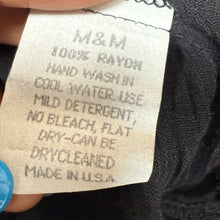 M&M
100% RAYON
HAND WASH IN
COOL WATER. USE
MILD DETERGENT,
NO BLEACH, FLAT
DRY-CAN BE
DRYCLEANED
MADE IN U.S.A.